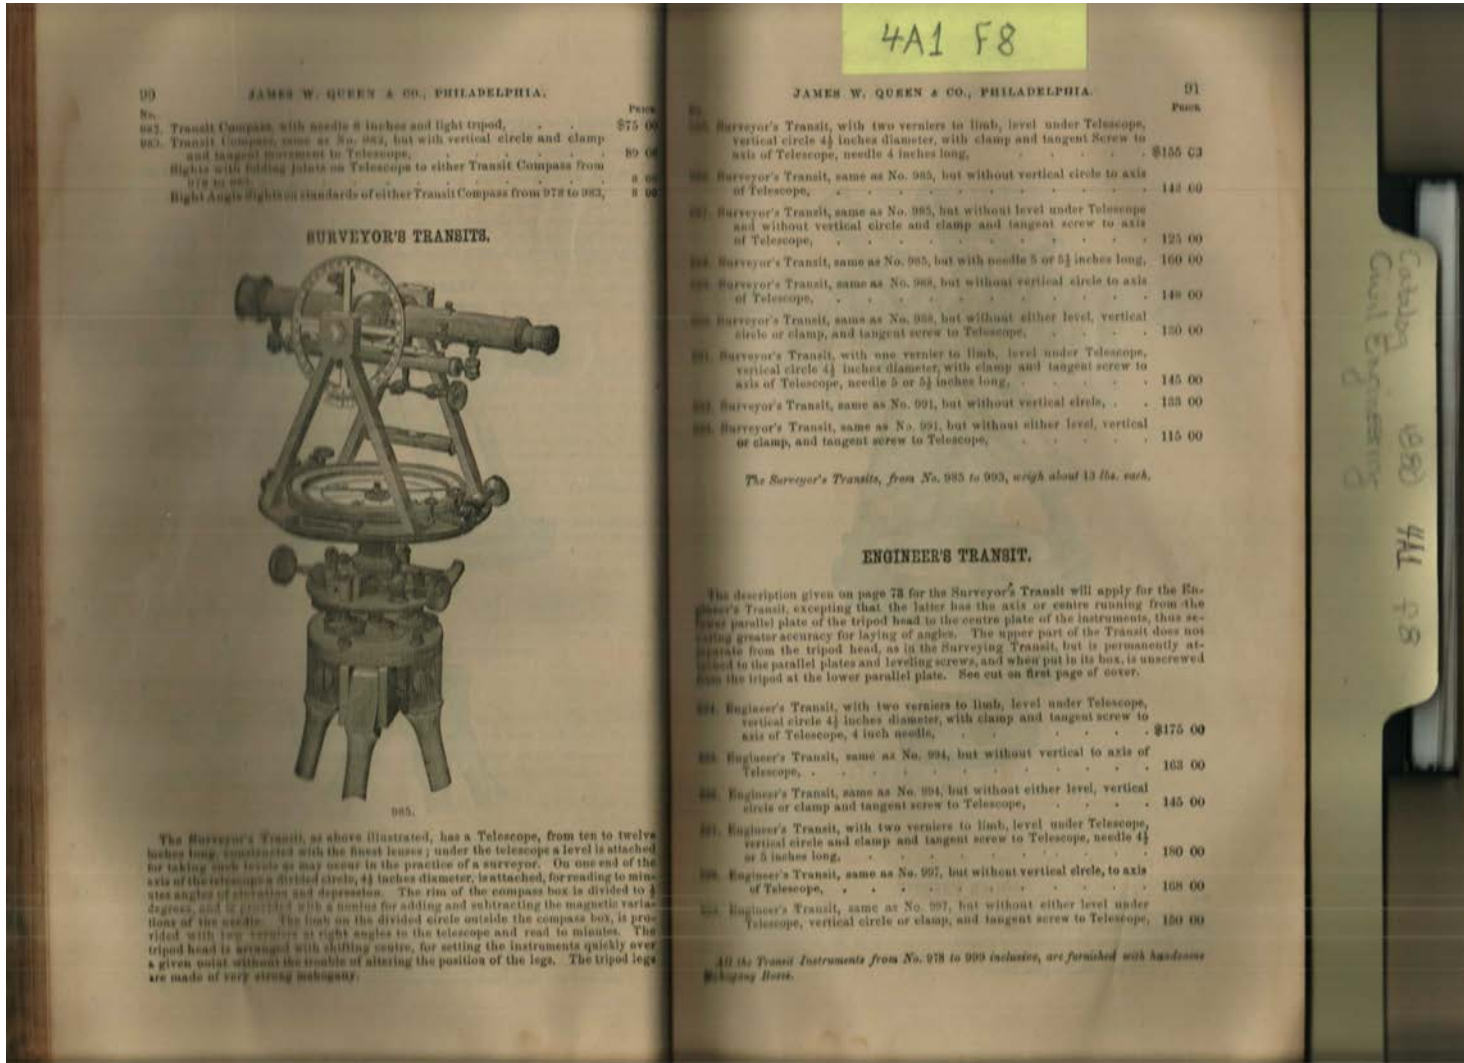 4A1 F8
90
JAMES W. QUEEN & CO., PHILADELPHIA.
No. PRICE
982. Transit Compass, with needle 6 inches and light tripod, . . $75 00
983. Transit Compass, same as No. 982, but with vertical circle and clamp
and tangent movement to Telescope, . . . . . . 89 00
Sights with folding joints on Telescope to either Transit Compass from
978 to 983, . . . . . . . . 8 00
Right Angle Sights on standards of either Transit Compass from 978 to 983, 8 00
SURVEYOR'S TRANSITS.
985.
The Surveyor's Transit, as above illustrated, has a Telescope, from ten to twelve
inches long, constructed with the finest lenses; under the telescope a level is attached
for taking such levels as may occur in the practice of a surveyor. On one end of the
axis of the telescope a divided circle, 4½ inches diameter, is attached, for reading to min-
utes angles of elevation and depression. The rim of the compass box is divided to ½
degrees, and is provided with a nonius for adding and subtracting the magnetic varia-
tions of the needle. The limb on the divided circle outside the compass box, is pro-
vided with two verniers at right angles to the telescope and read to minutes. The
tripod head is arranged with shifting centre, for setting the instruments quickly over
a given point without the trouble of altering the position of the legs. The tripod legs
are made of very strong mahogany.
JAMES W. QUEEN & CO., PHILADELPHIA.
91
PRICE
Surveyor's Transit, with two verniers to limb, level under Telescope,
vertical circle 4½ inches diameter, with clamp and tangent Screw to
axis of Telescope, needle 4 inches long, . . . . . $155 00
Surveyor's Transit, same as No. 985, but without vertical circle to axis
of Telescope, . . . . . . . . . . 143 00
Surveyor's Transit, same as No. 985, but without level under Telescope
and without vertical circle and clamp and tangent screw to axis
of Telescope, . . . . . . . . . . 125 00
Surveyor's Transit, same as No. 985, but with needle 5 or 5½ inches long, 160 00
Surveyor's Transit, same as No. 988, but without vertical circle to axis
of Telescope, . . . . . . . . . . 148 00
Surveyor's Transit, same as No. 988, but without either level, vertical
circle or clamp, and tangent screw to Telescope, . . . . 130 00
991. Surveyor's Transit, with one vernier to limb, level under Telescope,
vertical circle 4½ inches diameter, with clamp and tangent screw to
axis of Telescope, needle 5 or 5½ inches long, . . . . . 145 00
Surveyor's Transit, same as No. 991, but without vertical circle, . . 133 00
Surveyor's Transit, same as No. 991, but without either level, vertical
or clamp, and tangent screw to Telescope, . . . . . 115 00
The Surveyor's Transits, from No. 985 to 993, weigh about 13 lbs. each.
ENGINEER'S TRANSIT.
The description given on page 78 for the Surveyor's Transit will apply for the En-
gineer's Transit, excepting that the latter has the axis or centre running from the
lower parallel plate of the tripod head to the centre plate of the instruments, thus se-
curing greater accuracy for laying of angles. The upper part of the Transit does not
separate from the tripod head, as in the Surveying Transit, but is permanently at-
tached to the parallel plates and leveling screws, and when put in its box, is unscrewed
from the tripod at the lower parallel plate. See cut on first page of cover.
994. Engineer's Transit, with two verniers to limb, level under Telescope,
vertical circle 4½ inches diameter, with clamp and tangent screw to
axis of Telescope, 4 inch needle, . . . . . . $175 00
Engineer's Transit, same as No. 994, but without vertical to axis of
Telescope, . . . . . . . . . . 163 00
Engineer's Transit, same as No. 994, but without either level, vertical
circle or clamp and tangent screw to Telescope, . . . . 145 00
Engineer's Transit, with two verniers to limb, level under Telescope,
vertical circle and clamp and tangent screw to Telescope, needle 4½
or 5 inches long, . . . . . . . . . 180 00
Engineer's Transit, same as No. 997, but without vertical circle, to axis
of Telescope, . . . . . . . . . . 168 00
Engineer's Transit, same as No. 997, but without either level under
Telescope, vertical circle or clamp, and tangent screw to Telescope, 150 00
All the Transit Instruments from No. 978 to 999 inclusive, are furnished with handsome
Mahogany Boxes.
Catalog 1880 4A1 F8
Civil Engineering